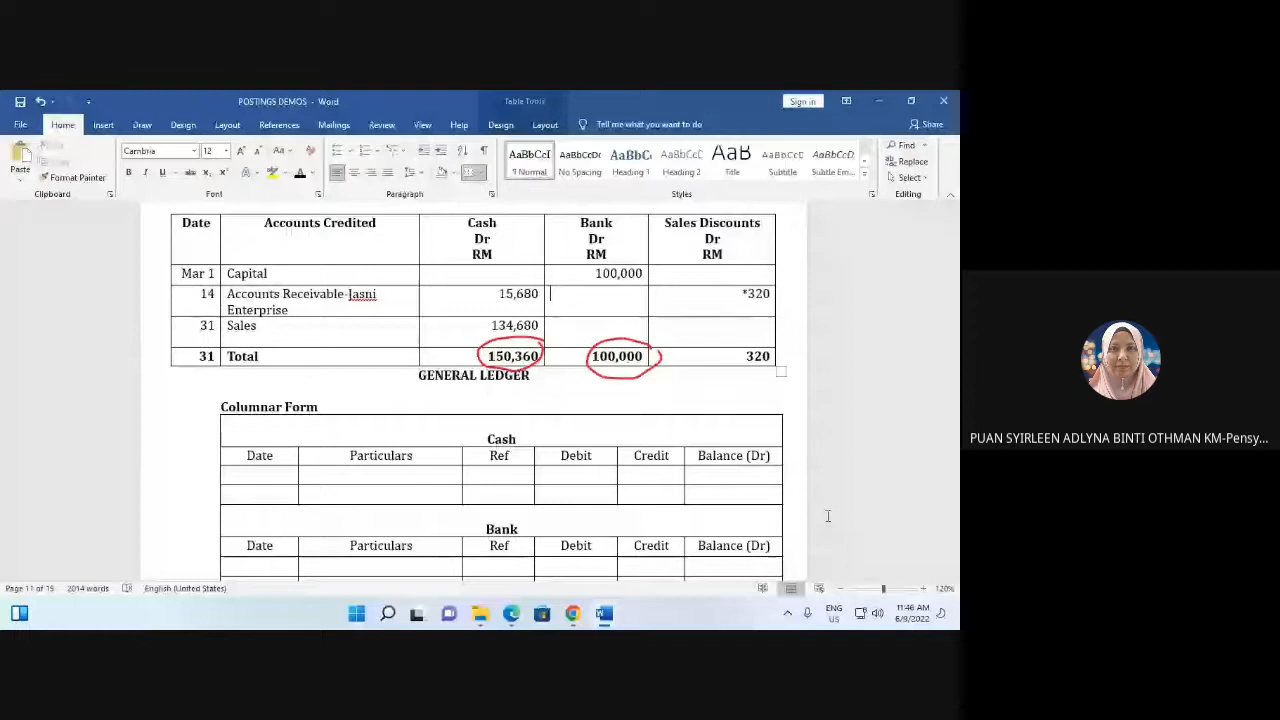 POSTINGS DEMOS - Word
Table Tools
Sign in
File Home Insert Draw Design Layout References Mailings Review View Help Design Layout Tell me what you want to do Share
Paste
Format Painter
Clipboard
Cambria 12
Font
Paragraph
AaBbCcI AaBbCcDc AaBbC AaBbCcI AaB AaBbCcD AaBbCcI
¶ Normal No Spacing Heading 1 Heading 2 Title Subtitle Subtle Em...
Styles
Find
Replace
Select
Editing
Date Accounts Credited Cash Dr RM Bank Dr RM Sales Discounts Dr RM
Mar 1 Capital 100,000
14 Accounts Receivable-Jasni Enterprise 15,680 *320
31 Sales 134,680
31 Total 150,360 100,000 320
GENERAL LEDGER
Columnar Form
Cash
Date Particulars Ref Debit Credit Balance (Dr)
Bank
Date Particulars Ref Debit Credit Balance (Dr)
Page 11 of 19 2014 words English (United States) 120%
ENG
US
11:46 AM
6/9/2022
PUAN SYIRLEEN ADLYNA BINTI OTHMAN KM-Pensy...